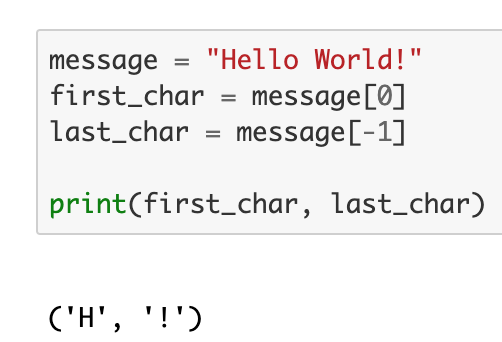 message = "Hello World!"
first_char = message[0]
last_char = message[-1]
print(first_char, last_char)
('H', '!')